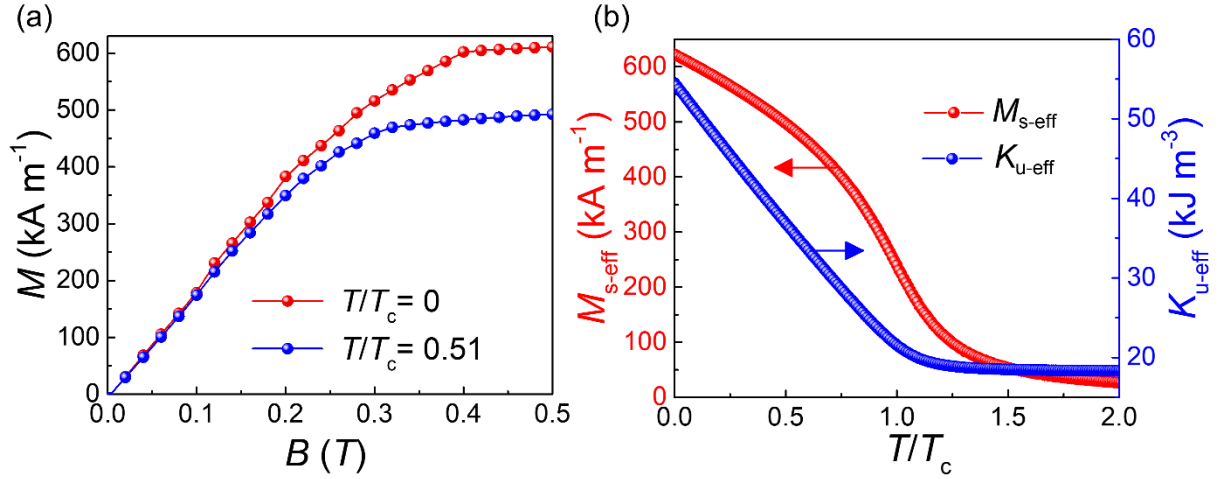 (a)
600
500
400
300
200
100
0
M (kA m⁻¹)
T/Tc= 0
T/Tc= 0.51
0.0 0.1 0.2 0.3 0.4 0.5
B (T)
(b)
600
500
400
300
200
100
0
Ms-eff (kA m⁻¹)
Ms-eff
Ku-eff
60
50
40
30
20
Ku-eff (kJ m⁻³)
0.0 0.5 1.0 1.5 2.0
T/Tc